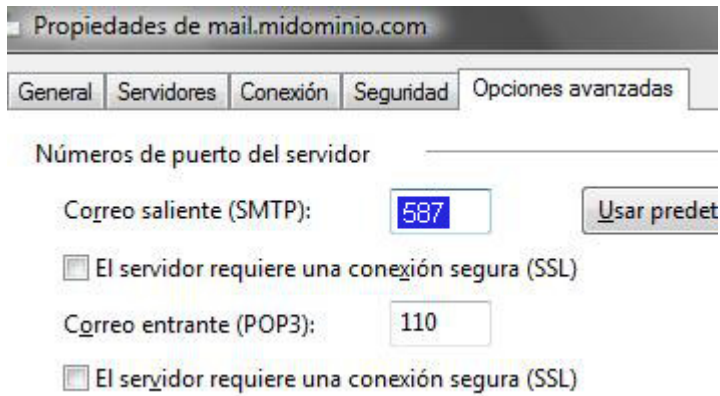 Propiedades de mail.midominio.com
General Servidores Conexión Seguridad Opciones avanzadas
Números de puerto del servidor
Correo saliente (SMTP): 587 Usar predet
El servidor requiere una conexión segura (SSL)
Correo entrante (POP3): 110
El servidor requiere una conexión segura (SSL)